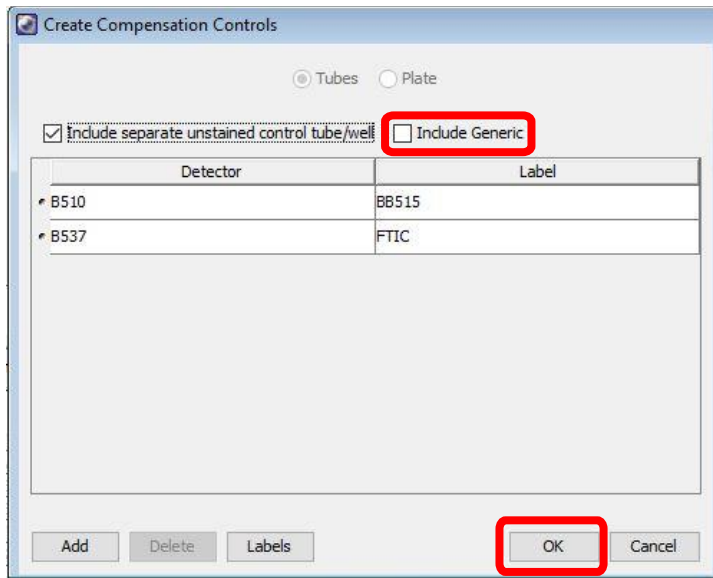 Create Compensation Controls
Tubes Plate
Include separate unstained control tube/well Include Generic
Detector Label
B510 BB515
B537 FTIC
Add Delete Labels OK Cancel